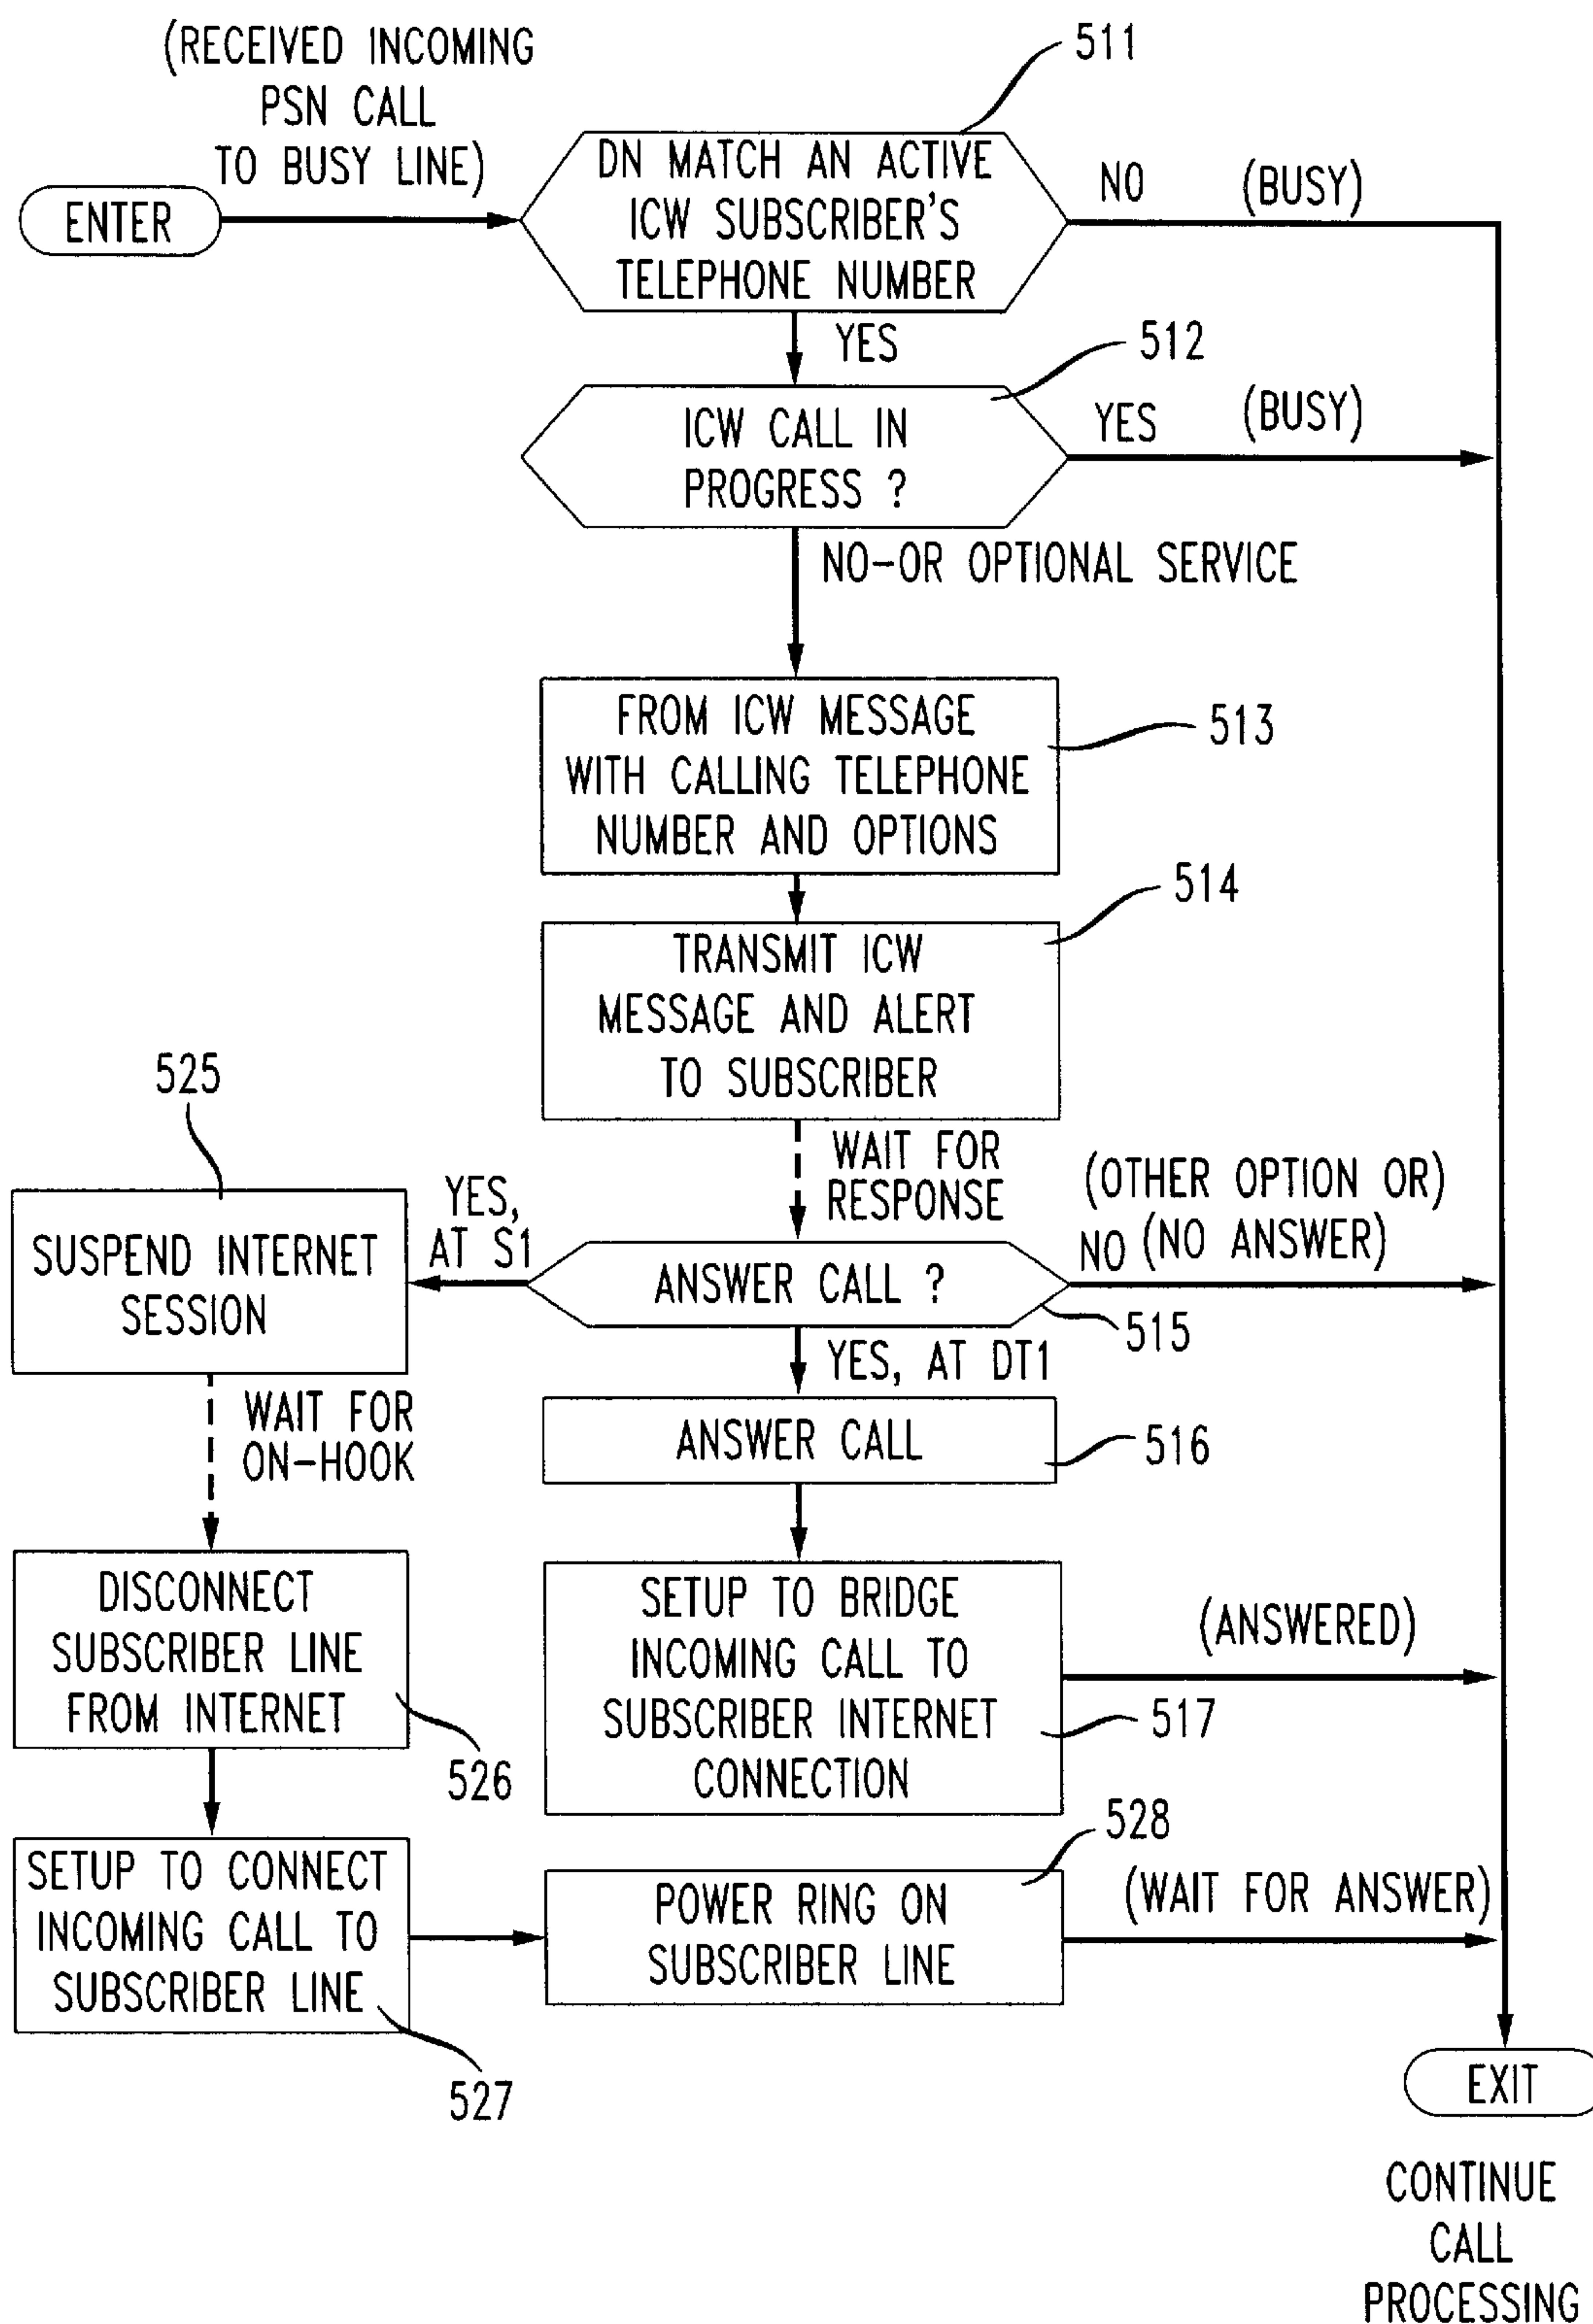 (RECEIVED INCOMING
PSN CALL
TO BUSY LINE)
ENTER
511
DN MATCH AN ACTIVE
ICW SUBSCRIBER'S
TELEPHONE NUMBER
NO (BUSY)
YES
512
ICW CALL IN
PROGRESS ?
YES (BUSY)
NO-OR OPTIONAL SERVICE
FROM ICW MESSAGE
WITH CALLING TELEPHONE
NUMBER AND OPTIONS
513
514
TRANSMIT ICW
MESSAGE AND ALERT
TO SUBSCRIBER
WAIT FOR
RESPONSE
525
SUSPEND INTERNET
SESSION
YES,
AT S1
ANSWER CALL ?
(OTHER OPTION OR)
NO (NO ANSWER)
515
YES, AT DT1
WAIT FOR
ON-HOOK
ANSWER CALL
516
DISCONNECT
SUBSCRIBER LINE
FROM INTERNET
526
SETUP TO BRIDGE
INCOMING CALL TO
SUBSCRIBER INTERNET
CONNECTION
517
(ANSWERED)
SETUP TO CONNECT
INCOMING CALL TO
SUBSCRIBER LINE
527
528
POWER RING ON
SUBSCRIBER LINE
(WAIT FOR ANSWER)
EXIT
CONTINUE
CALL
PROCESSING